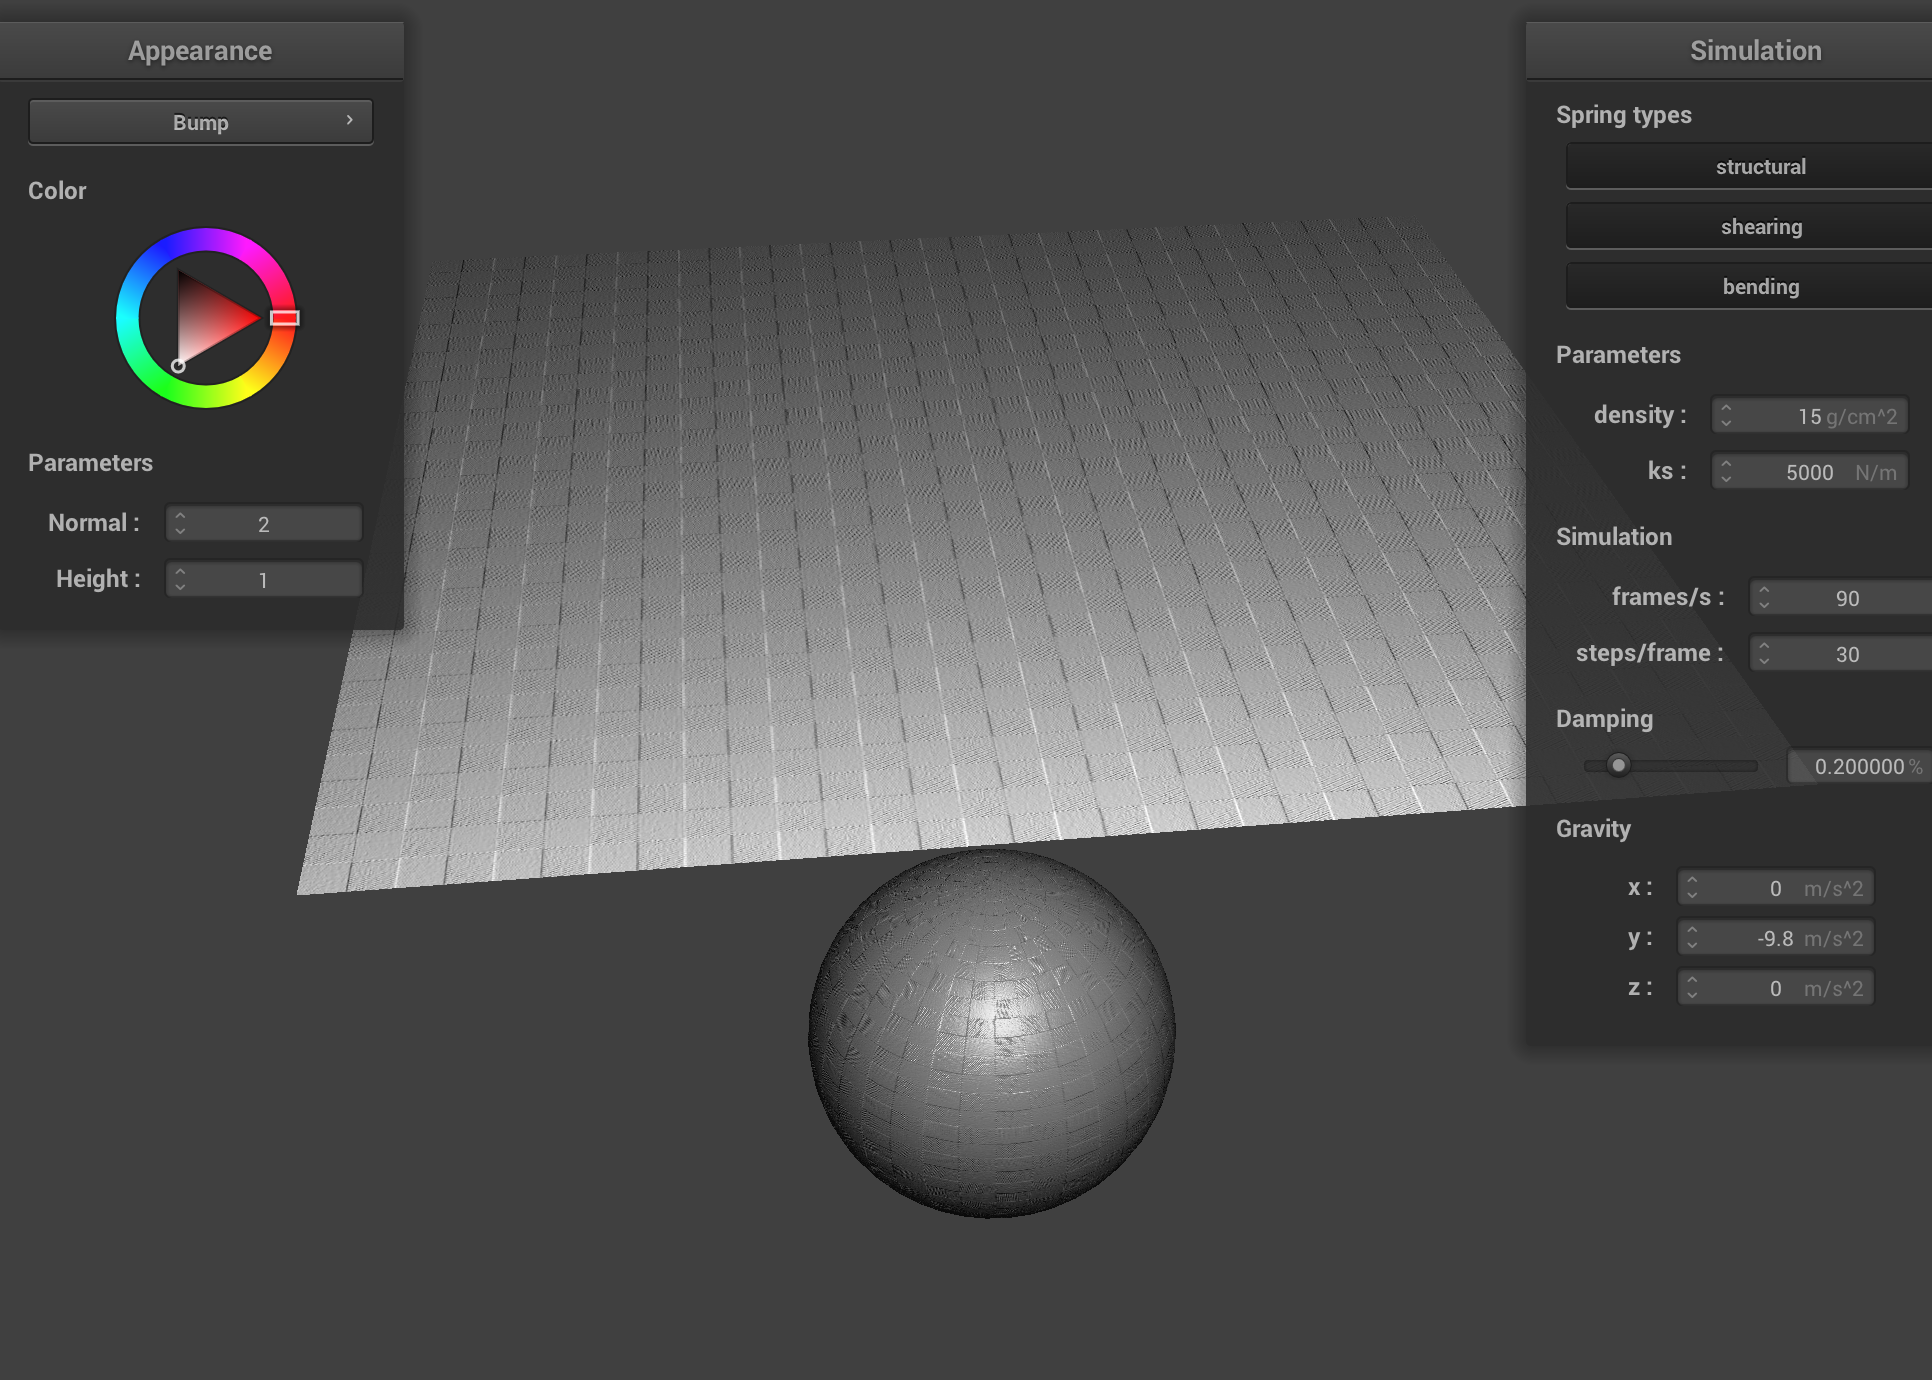 Appearance
Bump
Color
Parameters
Normal : 2
Height : 1
Simulation
Spring types
structural
shearing
bending
Parameters
density : 15 g/cm^2
ks : 5000 N/m
Simulation
frames/s : 90
steps/frame : 30
Damping
0.200000 %
Gravity
x : 0 m/s^2
y : -9.8 m/s^2
z : 0 m/s^2